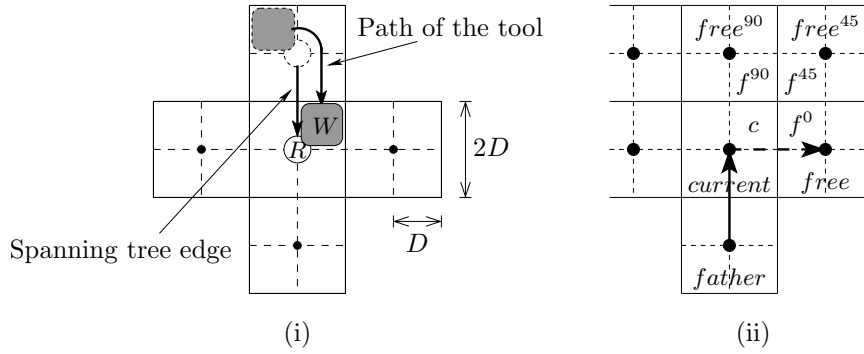 Path of the tool
W
R
2D
D
Spanning tree edge
(i)
free^90 free^45
f^90 f^45
c f^0
current free
father
(ii)